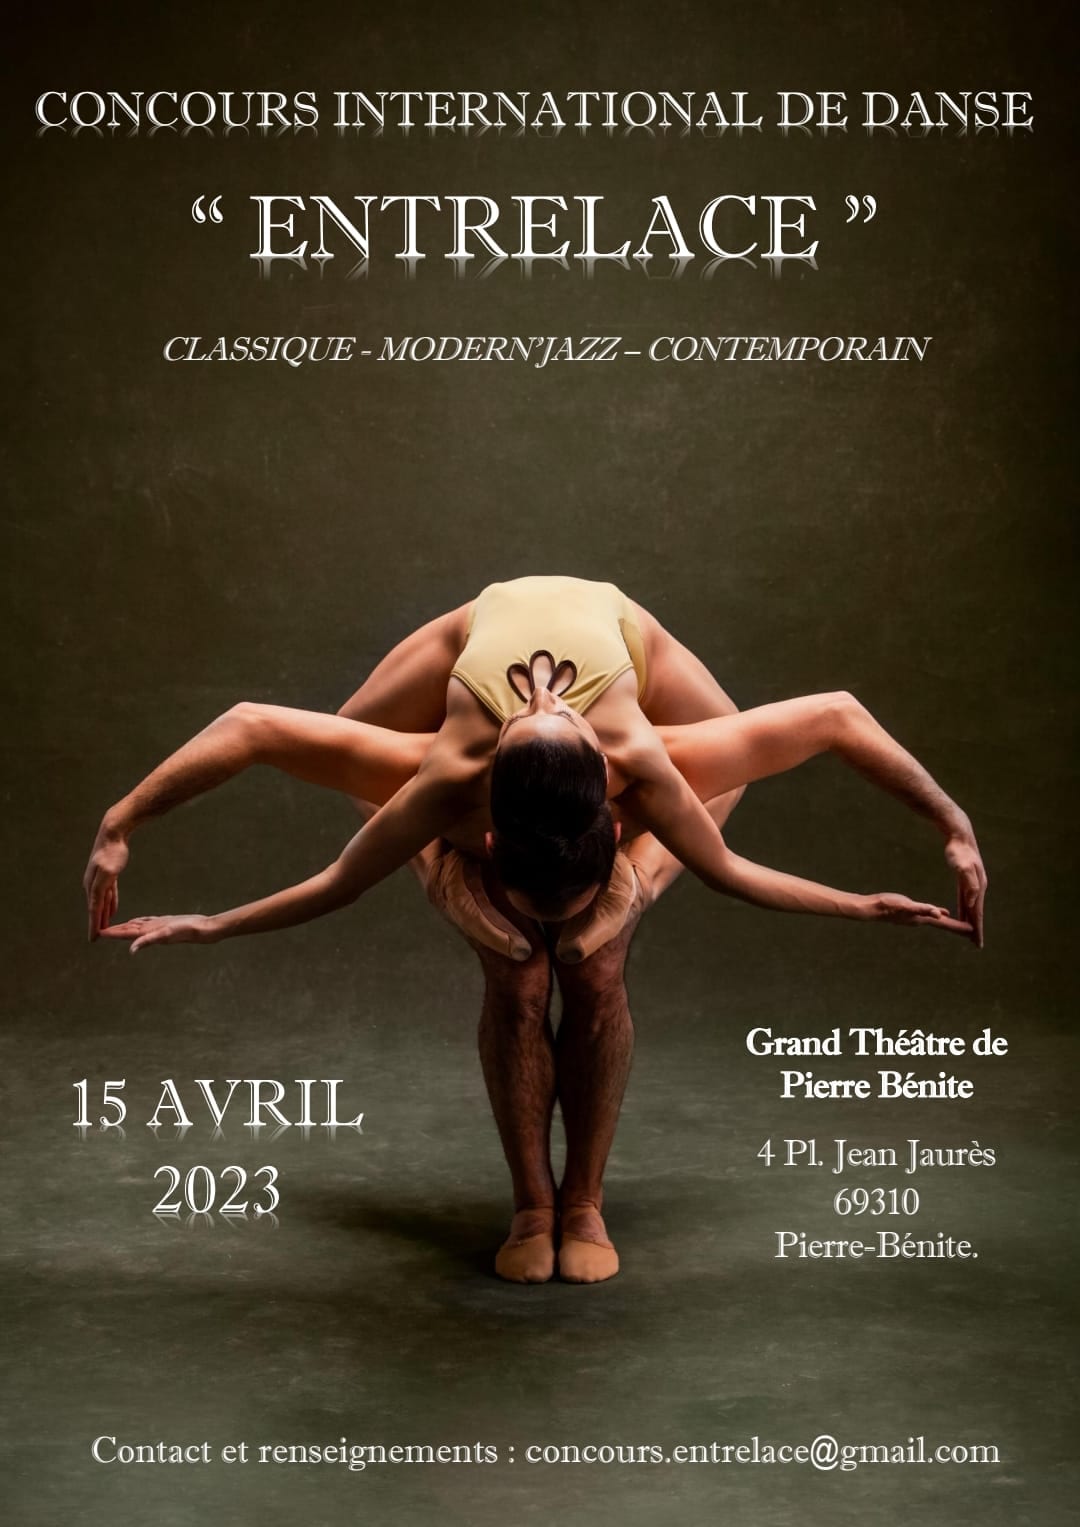 CONCOURS INTERNATIONAL DE DANSE
“ ENTRELACE ”
CLASSIQUE - MODERN’JAZZ – CONTEMPORAIN
15 AVRIL
2023
Grand Théâtre de
Pierre Bénite
4 Pl. Jean Jaurès
69310
Pierre-Bénite.
Contact et renseignements : concours.entrelace@gmail.com